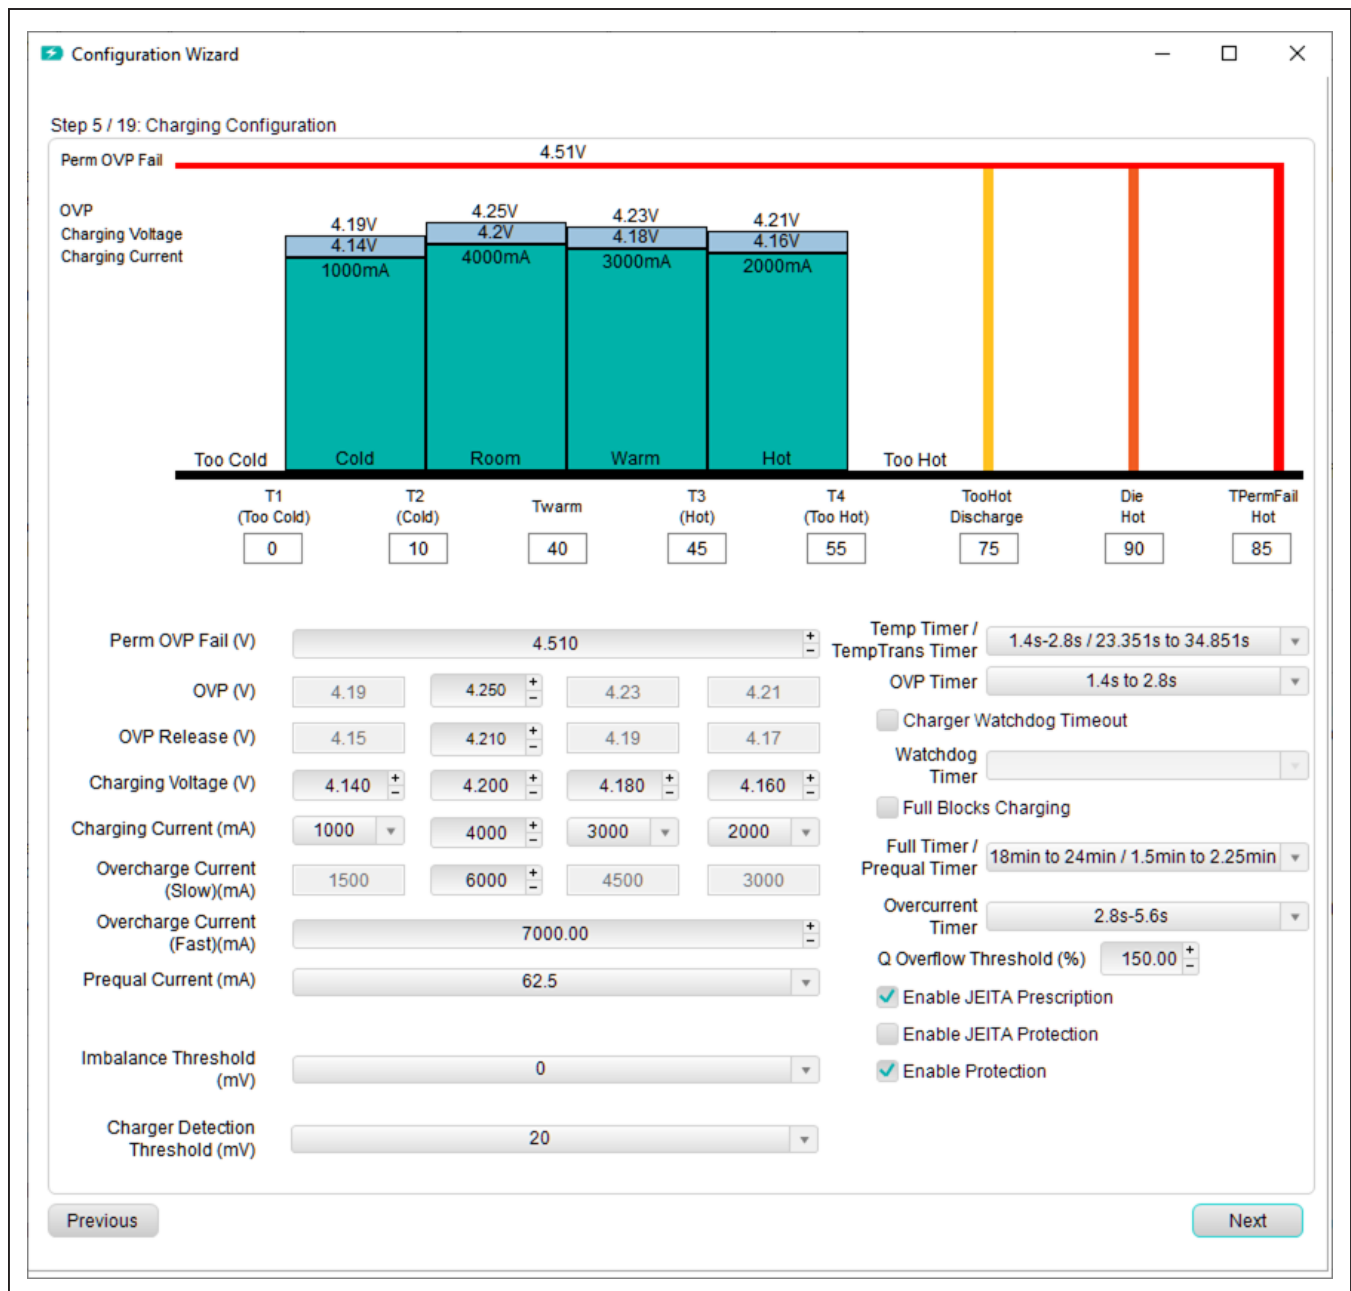 Configuration Wizard
Step 5 / 19: Charging Configuration
Perm OVP Fail
4.51V
OVP
Charging Voltage
Charging Current
4.19V
4.14V
1000mA
4.25V
4.2V
4000mA
4.23V
4.18V
3000mA
4.21V
4.16V
2000mA
Too Cold
Cold
Room
Warm
Hot
Too Hot
T1
(Too Cold)
0
T2
(Cold)
10
Twarm
40
T3
(Hot)
45
T4
(Too Hot)
55
TooHot
Discharge
75
Die
Hot
90
TPermFail
Hot
85
Perm OVP Fail (V) 4.510
OVP (V) 4.19 4.250 4.23 4.21
OVP Release (V) 4.15 4.210 4.19 4.17
Charging Voltage (V) 4.140 4.200 4.180 4.160
Charging Current (mA) 1000 4000 3000 2000
Overcharge Current
(Slow)(mA)
1500 6000 4500 3000
Overcharge Current
(Fast)(mA)
7000.00
Prequal Current (mA) 62.5
Imbalance Threshold
(mV)
0
Charger Detection
Threshold (mV)
20
Temp Timer /
TempTrans Timer
1.4s-2.8s / 23.351s to 34.851s
OVP Timer 1.4s to 2.8s
Charger Watchdog Timeout
Watchdog
Timer
Full Blocks Charging
Full Timer /
Prequal Timer
18min to 24min / 1.5min to 2.25min
Overcurrent
Timer
2.8s-5.6s
Q Overflow Threshold (%) 150.00
Enable JEITA Prescription
Enable JEITA Protection
Enable Protection
Previous
Next